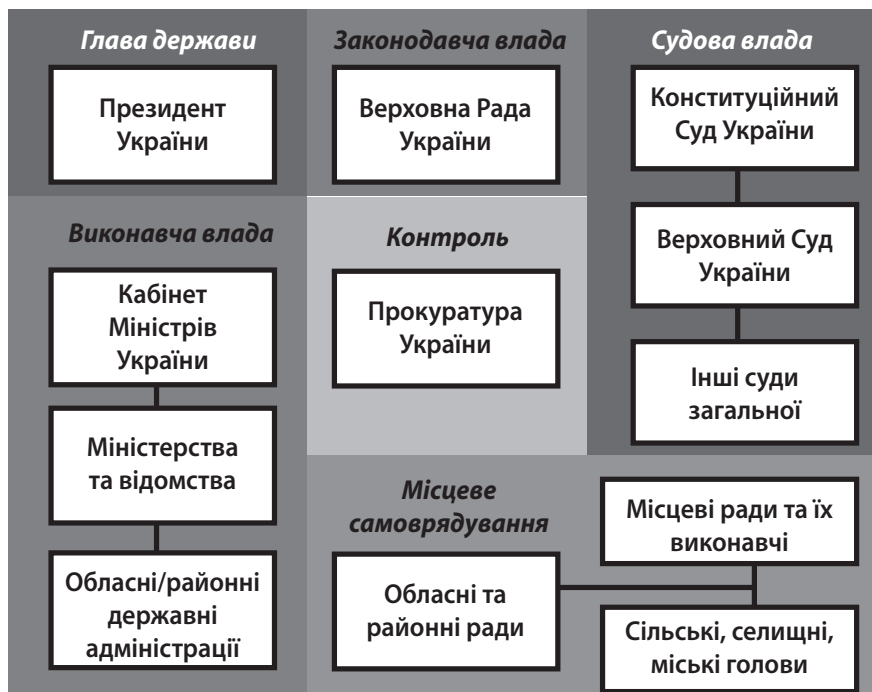 Глава держави
Президент
України
Законодавча влада
Верховна Рада
України
Судова влада
Конституційний
Суд України
Верховний Суд
України
Інші суди
загальної
Виконавча влада
Кабінет
Міністрів
України
Міністерства
та відомства
Обласні/районні
державні
адміністрації
Контроль
Прокуратура
України
Місцеве
самоврядування
Обласні та
районні ради
Місцеві ради та їх
виконавчі
Сільські, селищні,
міські голови